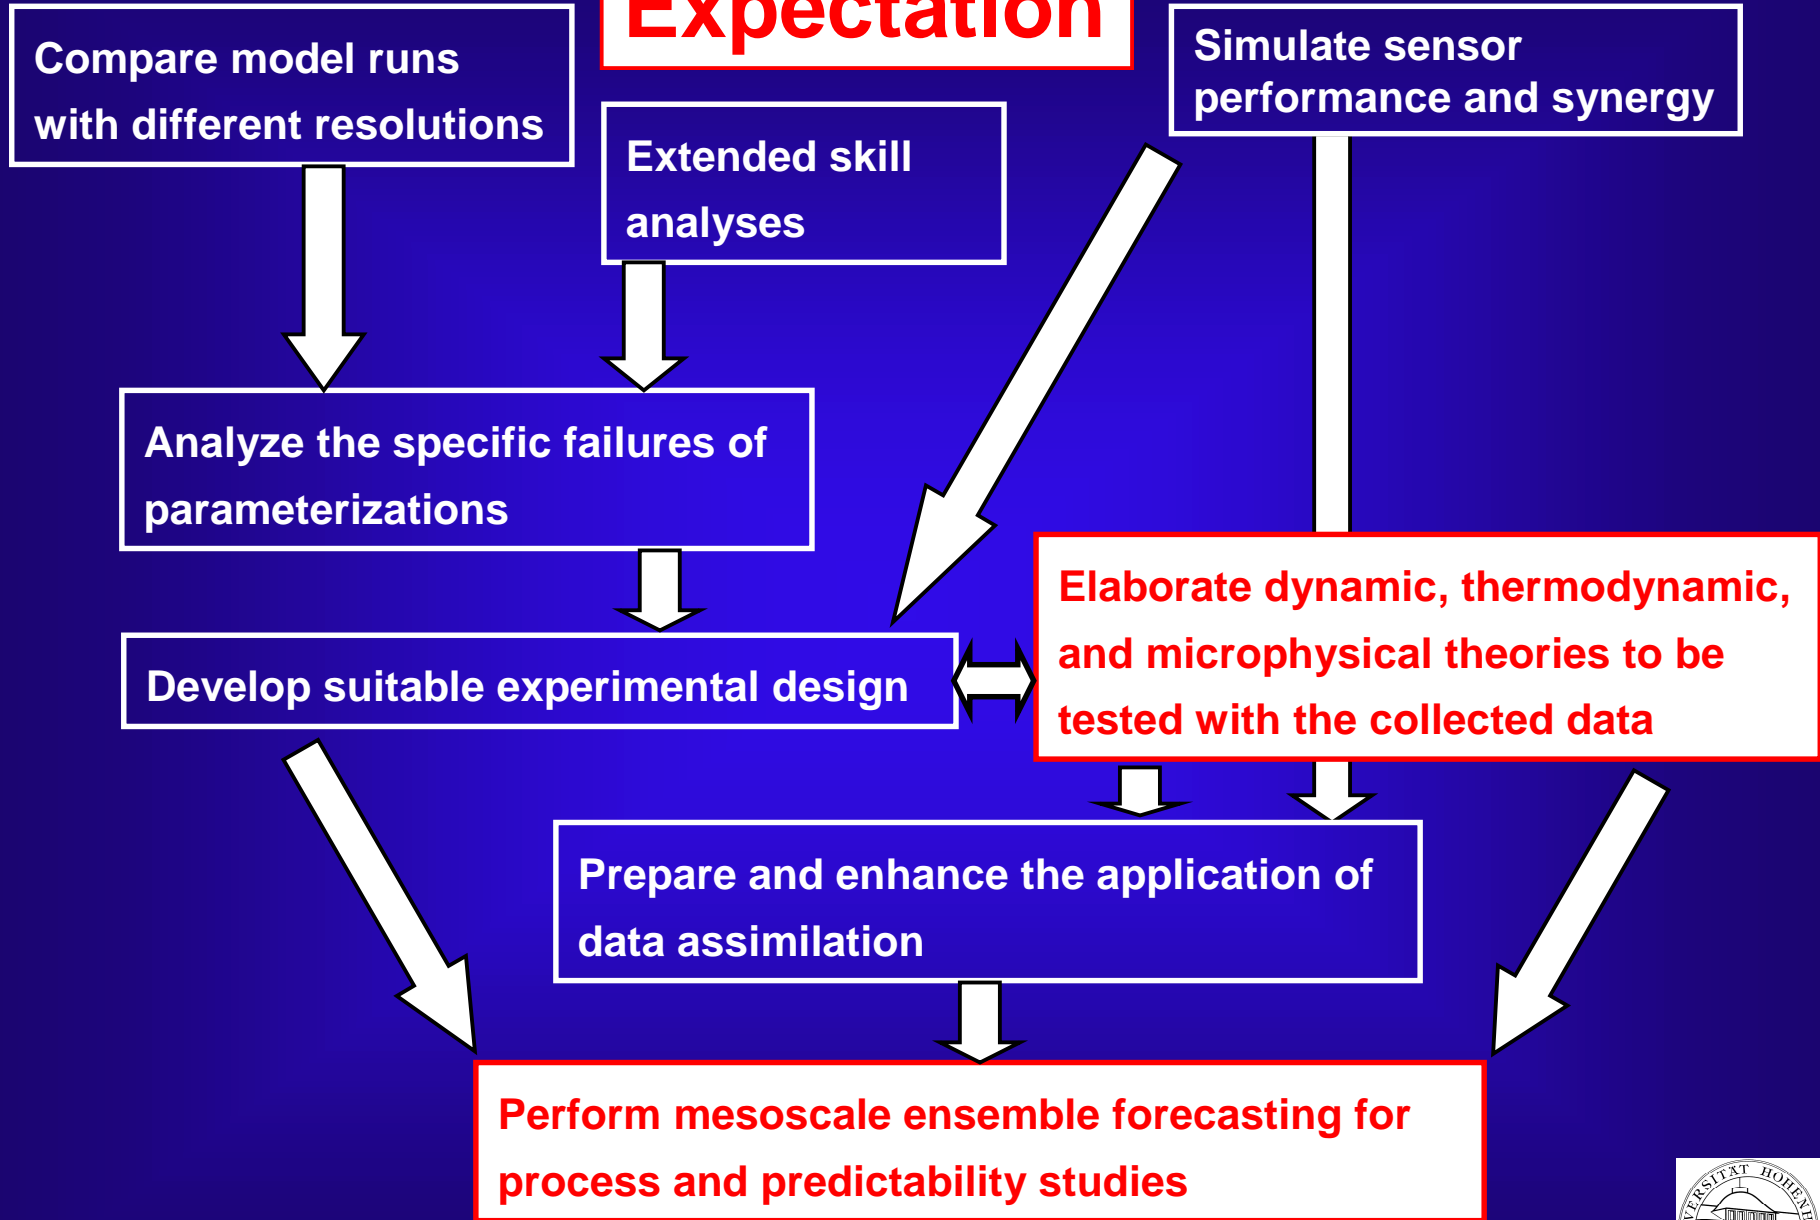 Expectation
Compare model runs
with different resolutions
Simulate sensor
performance and synergy
Extended skill
analyses
Analyze the specific failures of
parameterizations
Develop suitable experimental design
Elaborate dynamic, thermodynamic,
and microphysical theories to be
tested with the collected data
Prepare and enhance the application of
data assimilation
Perform mesoscale ensemble forecasting for
process and predictability studies